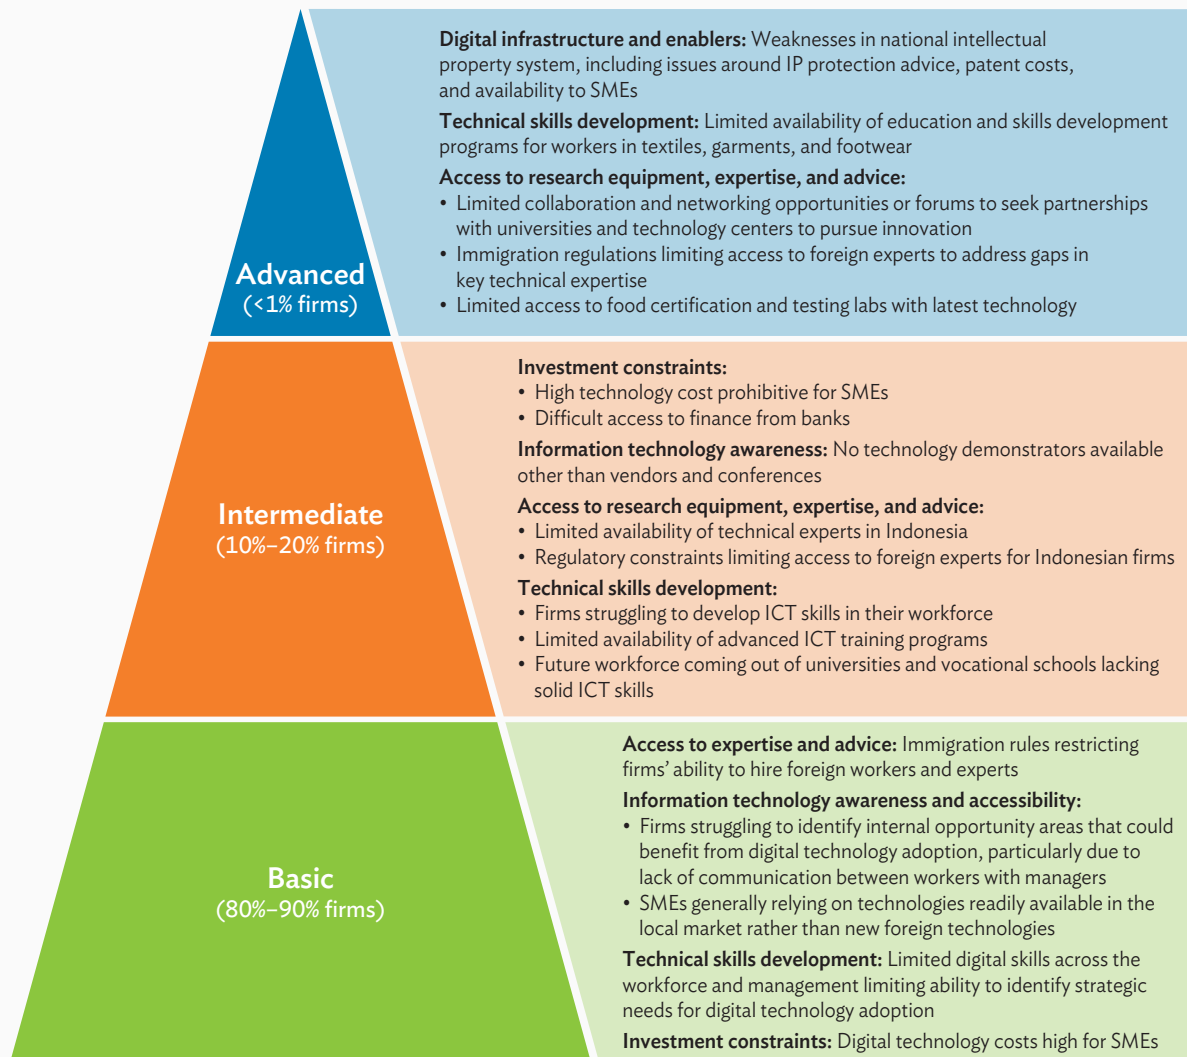 Digital infrastructure and enablers: Weaknesses in national intellectual
property system, including issues around IP protection advice, patent costs,
and availability to SMEs
Technical skills development: Limited availability of education and skills development
programs for workers in textiles, garments, and footwear
Access to research equipment, expertise, and advice:
• Limited collaboration and networking opportunities or forums to seek partnerships
with universities and technology centers to pursue innovation
• Immigration regulations limiting access to foreign experts to address gaps in
key technical expertise
• Limited access to food certification and testing labs with latest technology
Advanced
(<1% firms)
Investment constraints:
• High technology cost prohibitive for SMEs
• Difficult access to finance from banks
Information technology awareness: No technology demonstrators available
other than vendors and conferences
Access to research equipment, expertise, and advice:
• Limited availability of technical experts in Indonesia
• Regulatory constraints limiting access to foreign experts for Indonesian firms
Technical skills development:
• Firms struggling to develop ICT skills in their workforce
• Limited availability of advanced ICT training programs
• Future workforce coming out of universities and vocational schools lacking
solid ICT skills
Intermediate
(10%–20% firms)
Access to expertise and advice: Immigration rules restricting
firms’ ability to hire foreign workers and experts
Information technology awareness and accessibility:
• Firms struggling to identify internal opportunity areas that could
benefit from digital technology adoption, particularly due to
lack of communication between workers with managers
• SMEs generally relying on technologies readily available in the
local market rather than new foreign technologies
Technical skills development: Limited digital skills across the
workforce and management limiting ability to identify strategic
needs for digital technology adoption
Investment constraints: Digital technology costs high for SMEs
Basic
(80%–90% firms)